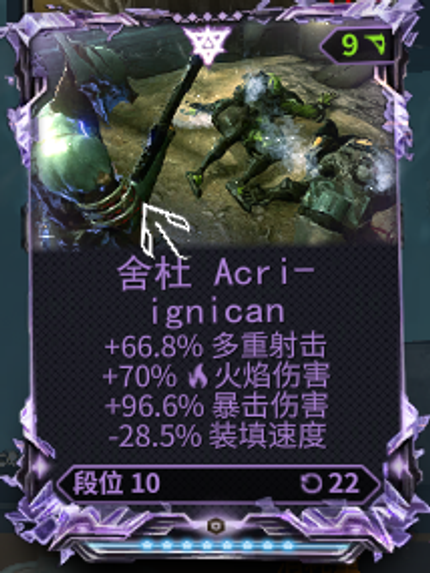 9
舍杜 Acri-
ignican
+66.8% 多重射击
+70% 火焰伤害
+96.6% 暴击伤害
-28.5% 装填速度
段位 10 22